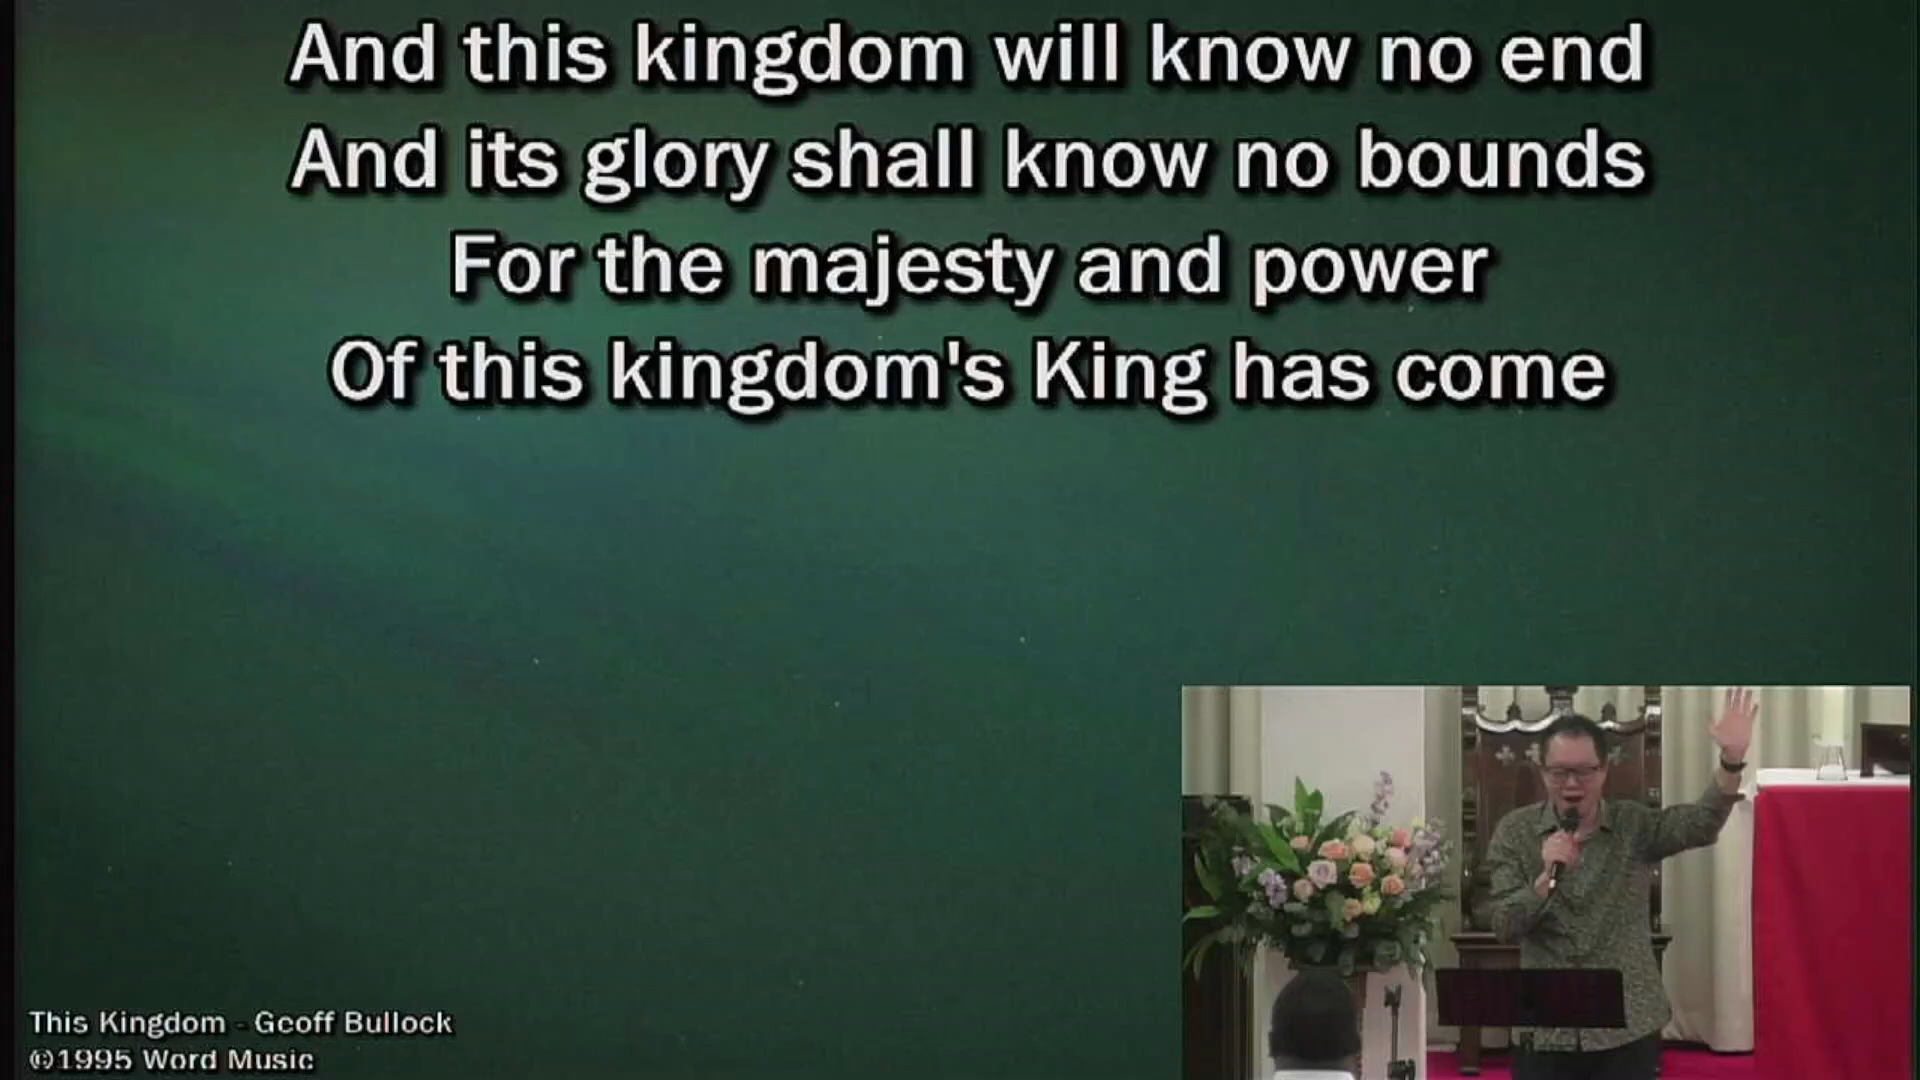 And this kingdom will know no end
And its glory shall know no bounds
For the majesty and power
Of this kingdom's King has come
This Kingdom - Geoff Bullock
©1995 Word Music